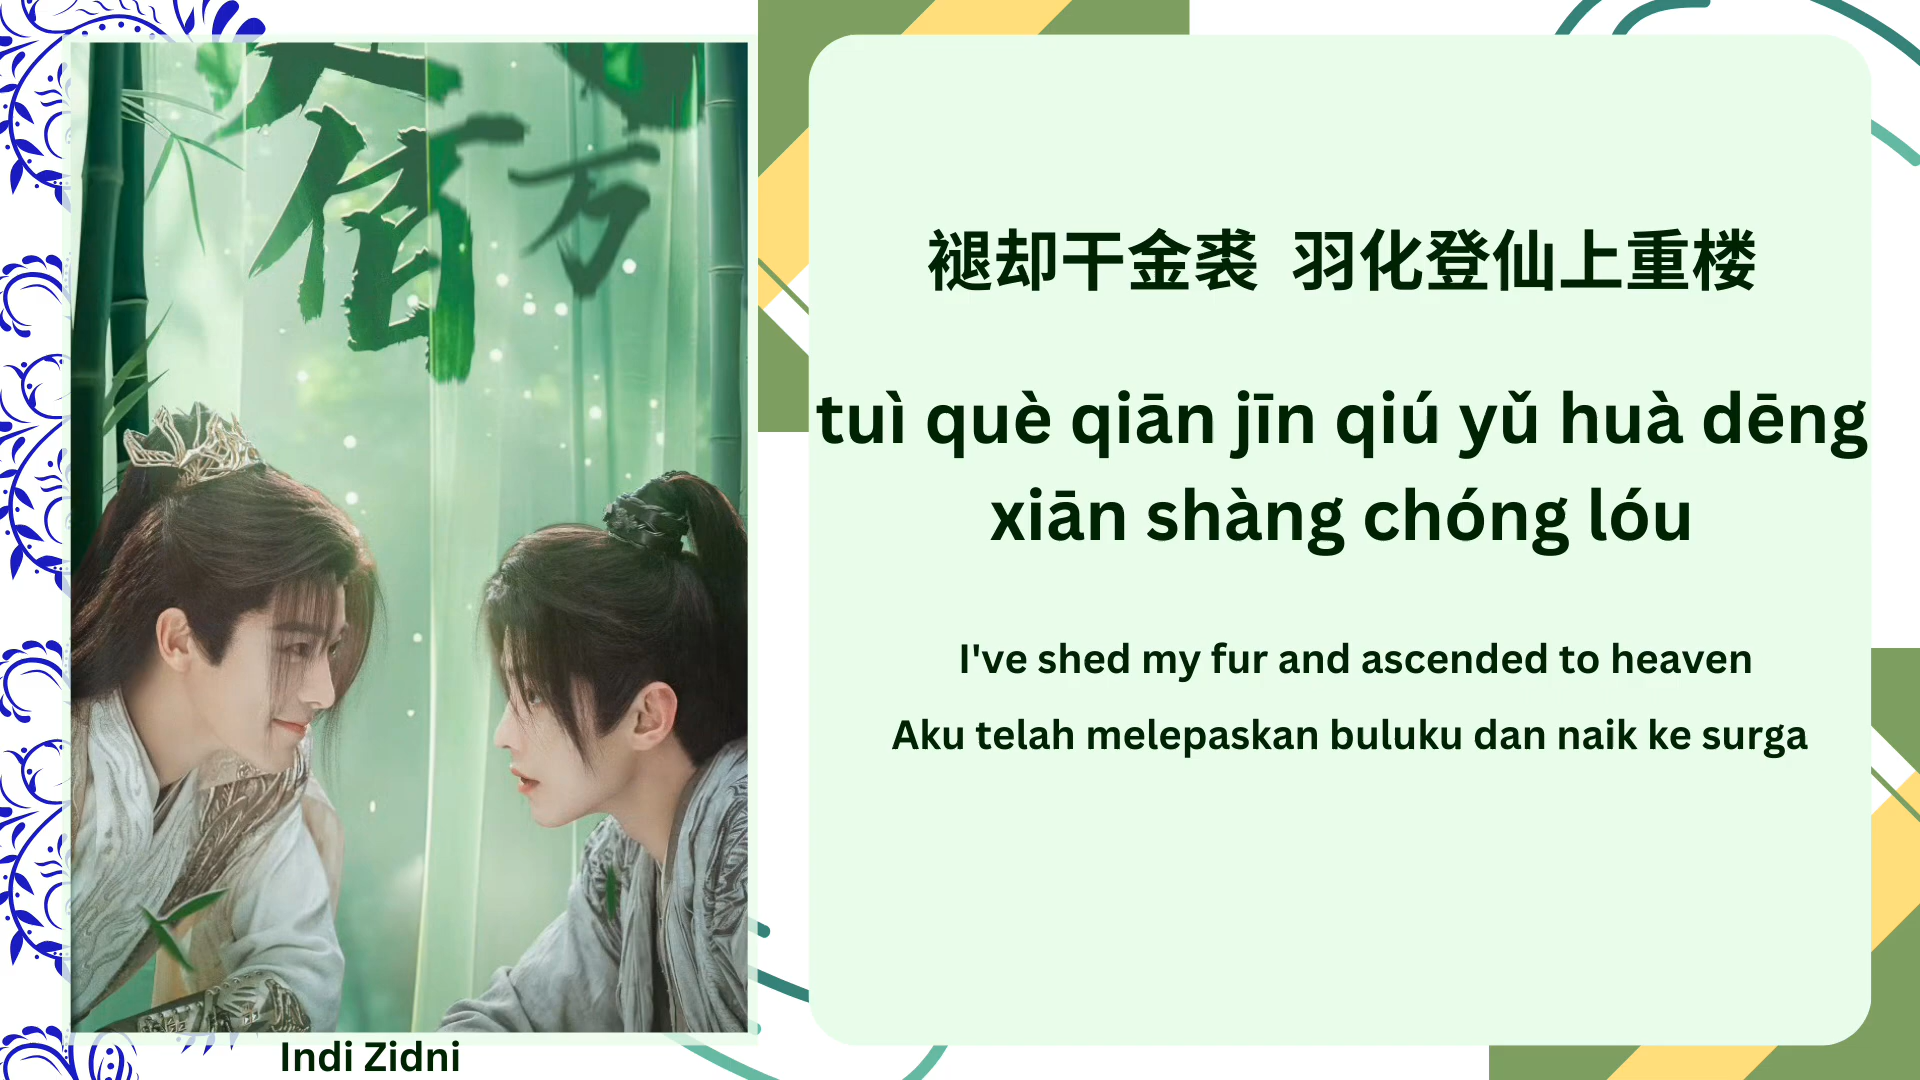 万
褪却干金裘 羽化登仙上重楼
tuì què qiān jīn qiú yǔ huà dēng
xiān shàng chóng lóu
I've shed my fur and ascended to heaven
Aku telah melepaskan buluku dan naik ke surga
Indi Zidni